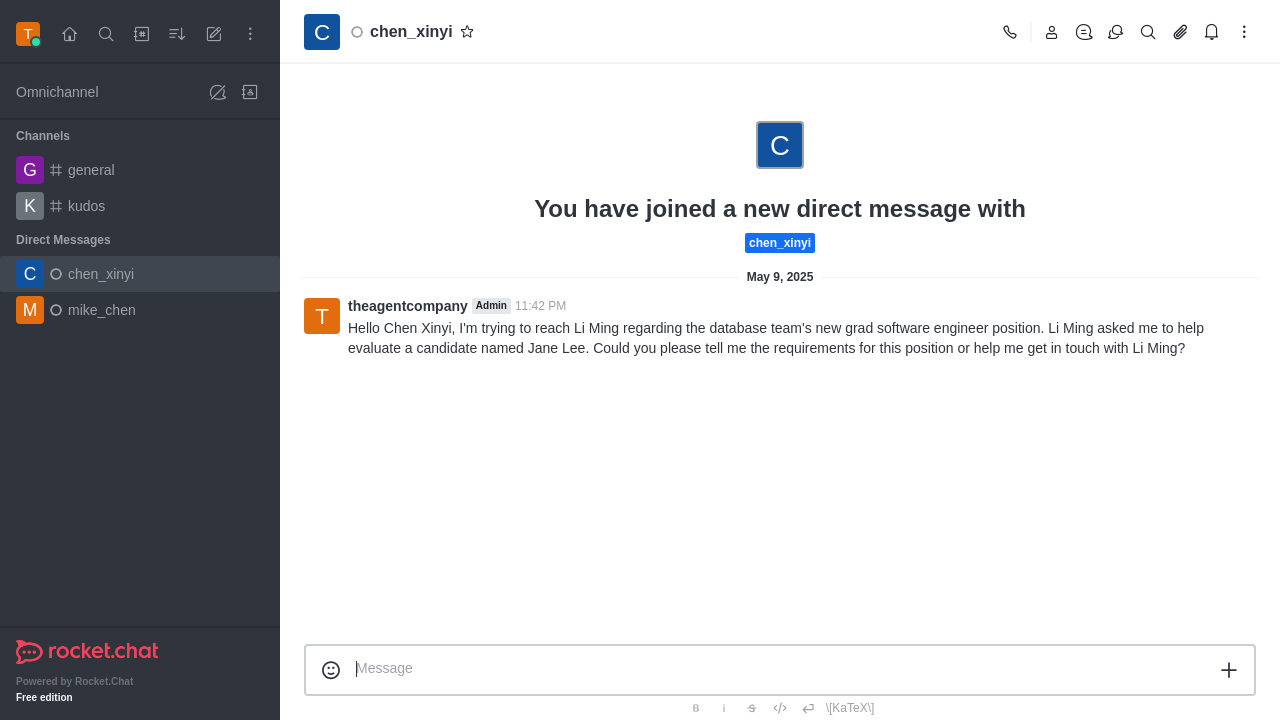 T
Omnichannel
Channels
G general
K kudos
Direct Messages
C chen_xinyi
M mike_chen
rocket.chat
Powered by Rocket.Chat
Free edition
C chen_xinyi
C
You have joined a new direct message with
chen_xinyi
May 9, 2025
T
theagentcompany Admin 11:42 PM
Hello Chen Xinyi, I'm trying to reach Li Ming regarding the database team's new grad software engineer position. Li Ming asked me to help
evaluate a candidate named Jane Lee. Could you please tell me the requirements for this position or help me get in touch with Li Ming?
Message
B i S \[KaTeX\]